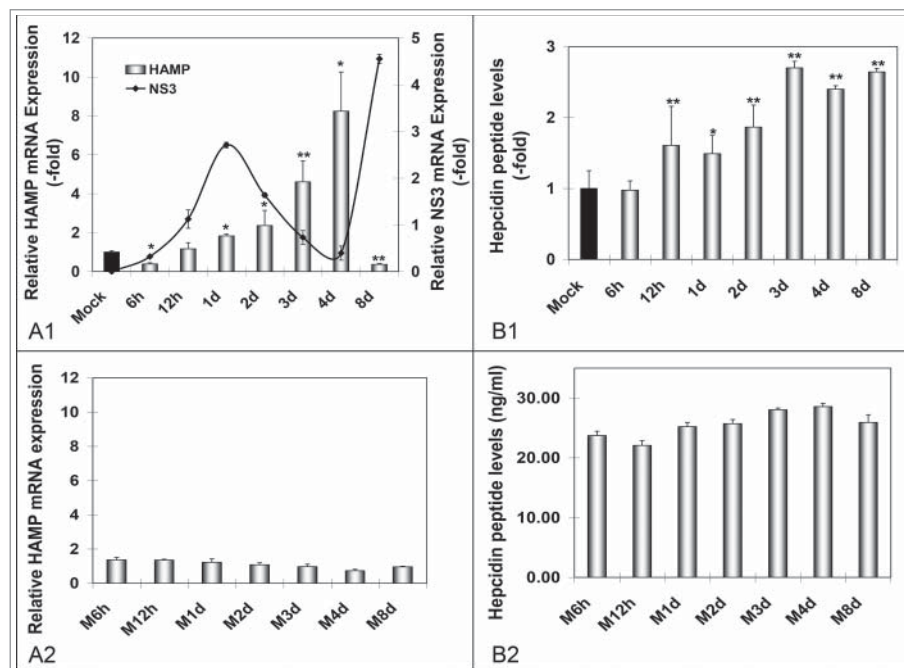 Relative HAMP mRNA Expression
(-fold)
12
10
8
6
4
2
0
HAMP
NS3
*
*
*
**
*
**
5
4
3
2
1
0
Relative NS3 mRNA Expression
(-fold)
Mock
6h
12h
1d
2d
3d
4d
8d
A1
Hepcidin peptide levels
(-fold)
3
2
1
0
**
*
**
**
**
**
Mock
6h
12h
1d
2d
3d
4d
8d
B1
Relative HAMP mRNA expression
12
10
8
6
4
2
0
M6h
M12h
M1d
M2d
M3d
M4d
M8d
A2
Hepcidin peptide levels (ng/ml)
30.00
20.00
10.00
0.00
M6h
M12h
M1d
M2d
M3d
M4d
M8d
B2